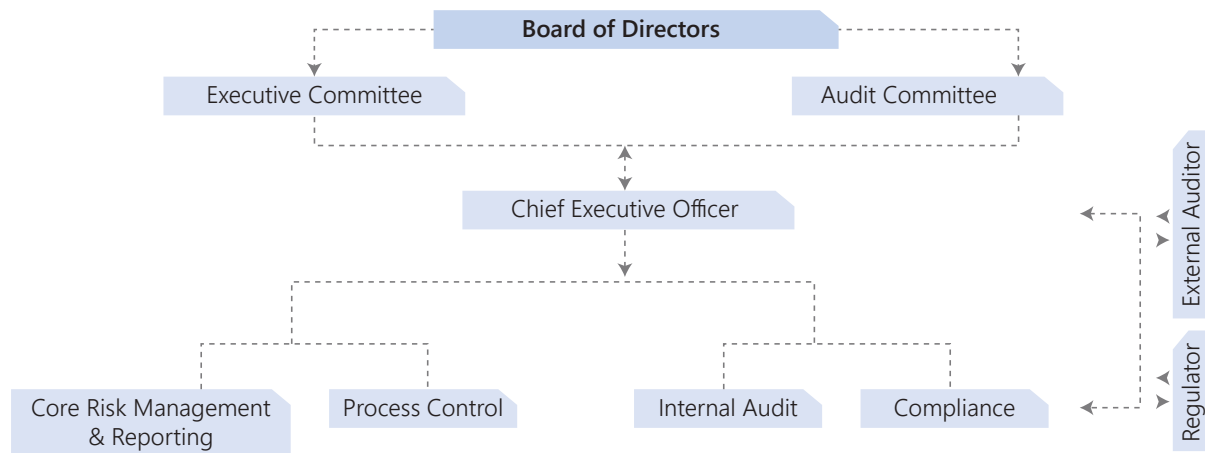 Board of Directors
Executive Committee
Audit Committee
Chief Executive Officer
External Auditor
Core Risk Management
& Reporting
Process Control
Internal Audit
Compliance
Regulator